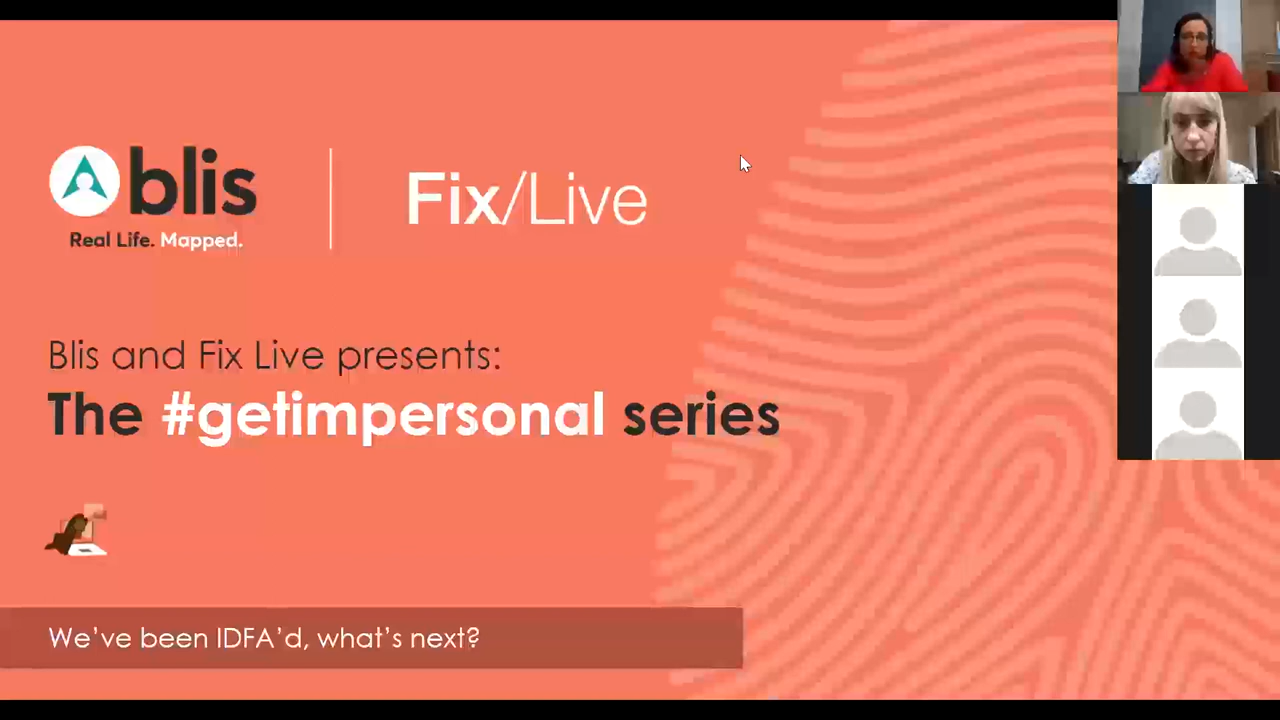 blis
Real Life. Mapped.
Fix/Live
Blis and Fix Live presents:
The #getimpersonal series
We’ve been IDFA’d, what’s next?